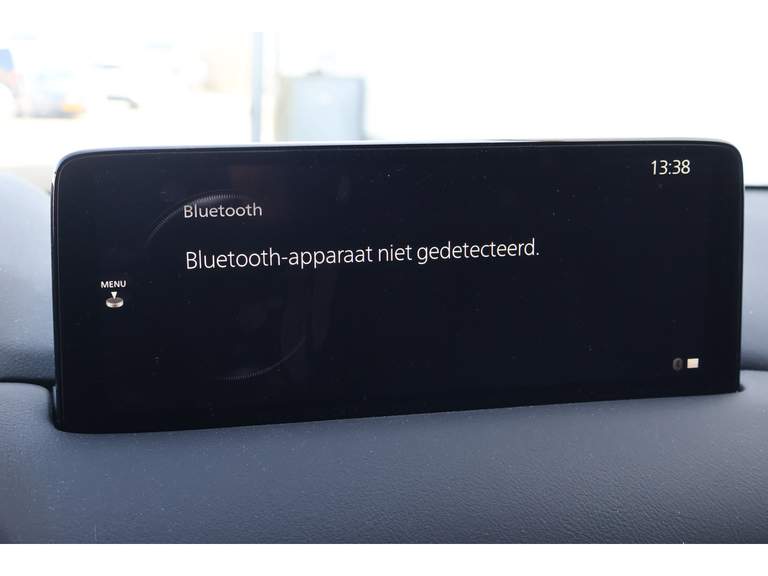 13:38
Bluetooth
Bluetooth-apparaat niet gedetecteerd.
MENU